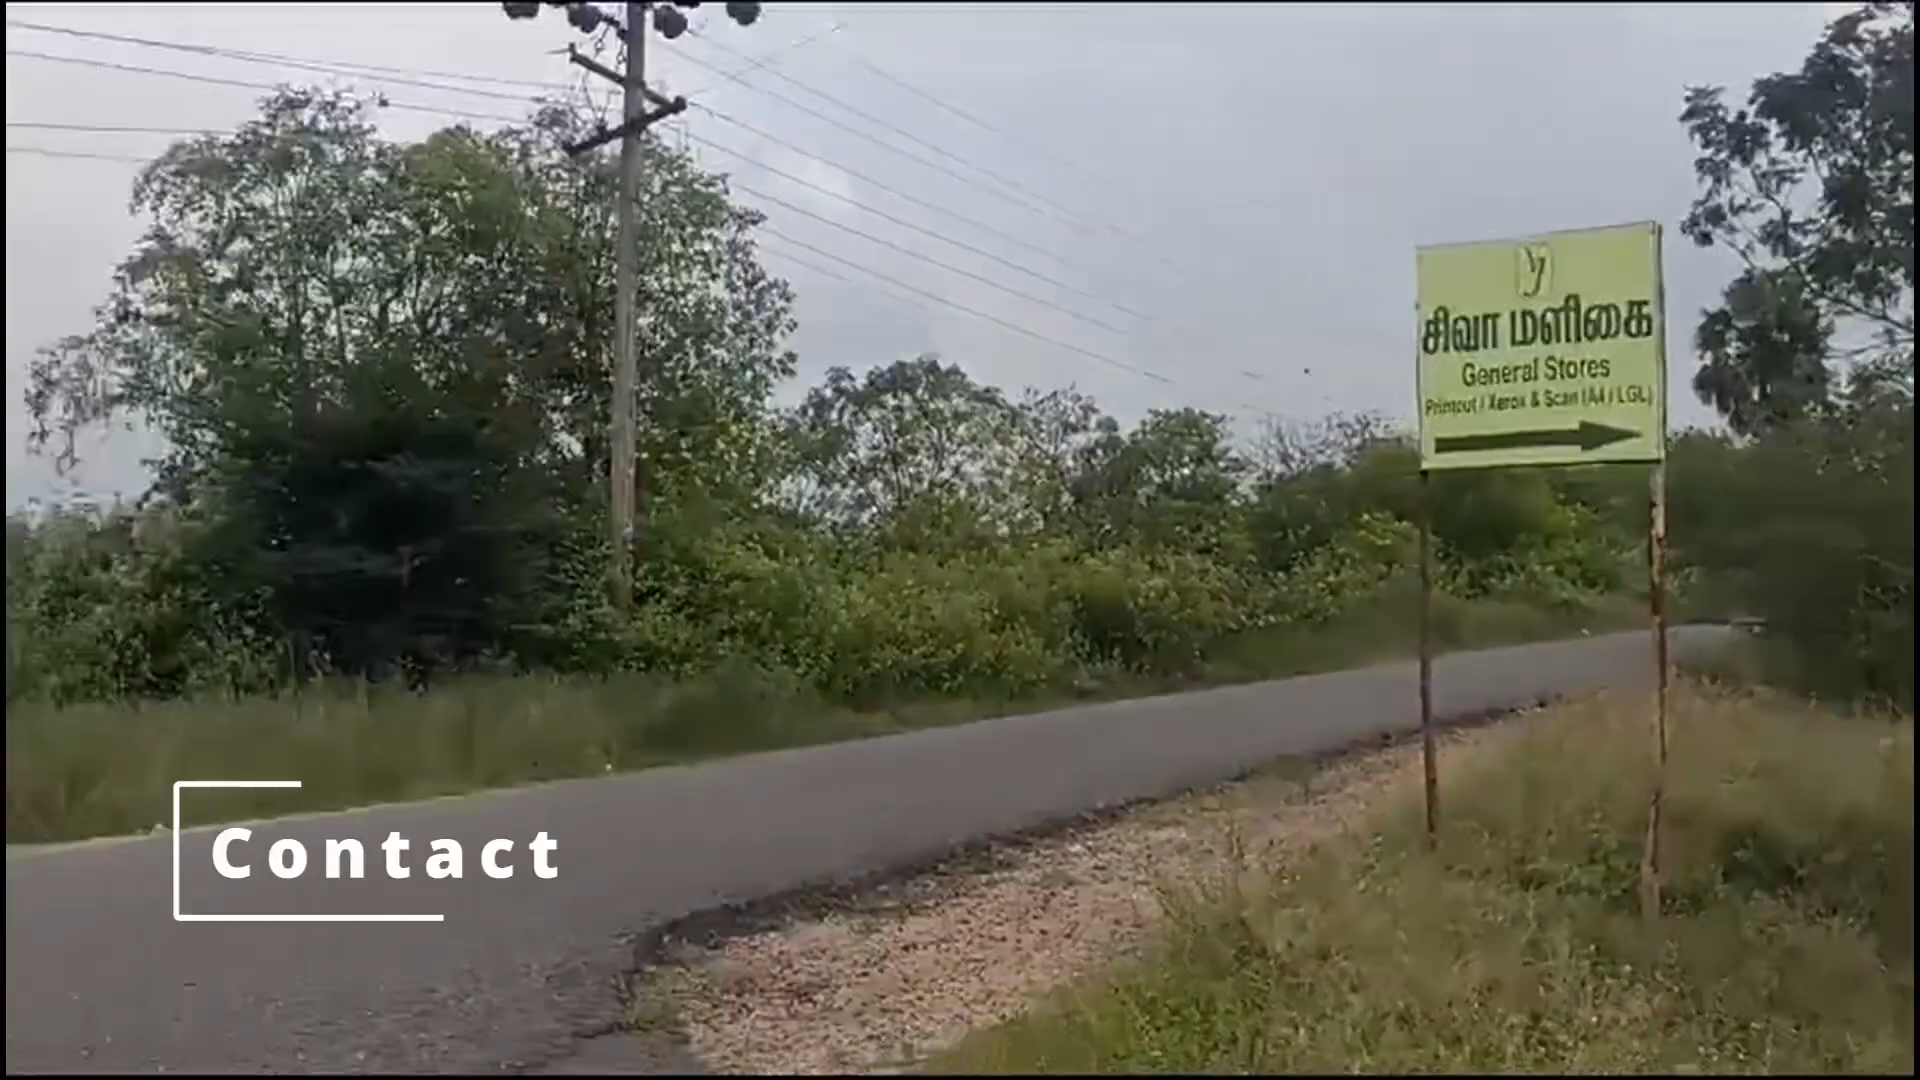 சிவா மளிகை
General Stores
Printout / Xerox & Scan (A4 / LGL)
Contact